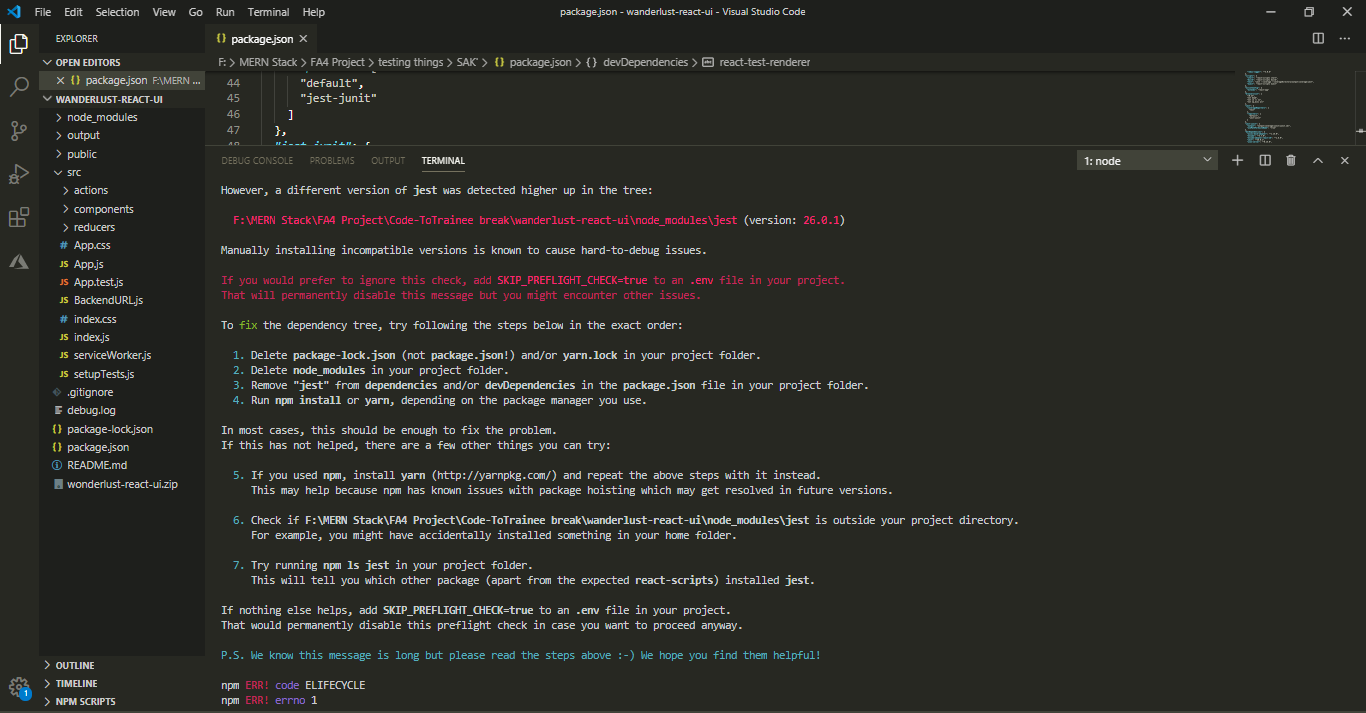 File Edit Selection View Go Run Terminal Help
package.json - wanderlust-react-ui - Visual Studio Code
EXPLORER
OPEN EDITORS
package.json F:\MERN ...
WANDERLUST-REACT-UI
node_modules
output
public
src
actions
components
reducers
# App.css
JS App.js
JS App.test.js
JS BackendURL.js
# index.css
JS index.js
JS serviceWorker.js
JS setupTests.js
.gitignore
debug.log
{} package-lock.json
{} package.json
README.md
wonderlust-react-ui.zip
OUTLINE
TIMELINE
NPM SCRIPTS
1
{} package.json
F: > MERN Stack > FA4 Project > testing things > SAK' > {} package.json > {} devDependencies > react-test-renderer
44 "default",
45 "jest-junit"
46 ]
47 },
48 "jest-junit": {
DEBUG CONSOLE PROBLEMS OUTPUT TERMINAL
1: node
However, a different version of jest was detected higher up in the tree:
F:\MERN Stack\FA4 Project\Code-ToTrainee break\wanderlust-react-ui\node_modules\jest (version: 26.0.1)
Manually installing incompatible versions is known to cause hard-to-debug issues.
If you would prefer to ignore this check, add SKIP_PREFLIGHT_CHECK=true to an .env file in your project.
That will permanently disable this message but you might encounter other issues.
To fix the dependency tree, try following the steps below in the exact order:
1. Delete package-lock.json (not package.json!) and/or yarn.lock in your project folder.
2. Delete node_modules in your project folder.
3. Remove "jest" from dependencies and/or devDependencies in the package.json file in your project folder.
4. Run npm install or yarn, depending on the package manager you use.
In most cases, this should be enough to fix the problem.
If this has not helped, there are a few other things you can try:
5. If you used npm, install yarn (http://yarnpkg.com/) and repeat the above steps with it instead.
This may help because npm has known issues with package hoisting which may get resolved in future versions.
6. Check if F:\MERN Stack\FA4 Project\Code-ToTrainee break\wanderlust-react-ui\node_modules\jest is outside your project directory.
For example, you might have accidentally installed something in your home folder.
7. Try running npm ls jest in your project folder.
This will tell you which other package (apart from the expected react-scripts) installed jest.
If nothing else helps, add SKIP_PREFLIGHT_CHECK=true to an .env file in your project.
That would permanently disable this preflight check in case you want to proceed anyway.
P.S. We know this message is long but please read the steps above :-) We hope you find them helpful!
npm ERR! code ELIFECYCLE
npm ERR! errno 1